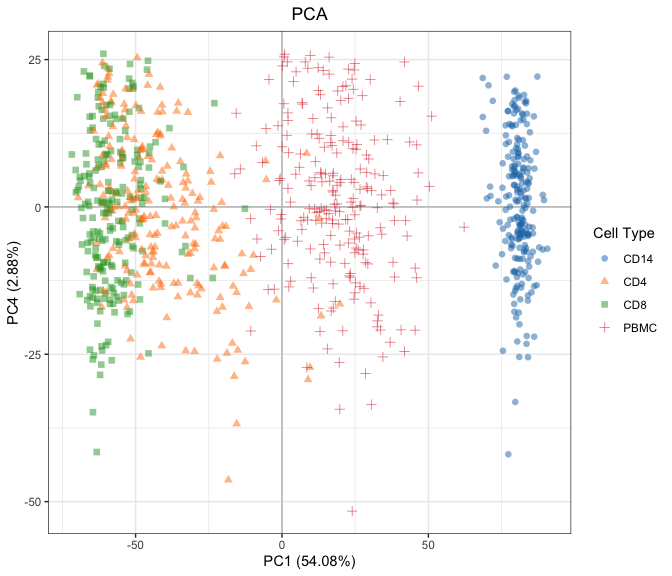 PCA
25
0
-25
-50
PC4 (2.88%)
-50
0
50
PC1 (54.08%)
Cell Type
CD14
CD4
CD8
PBMC